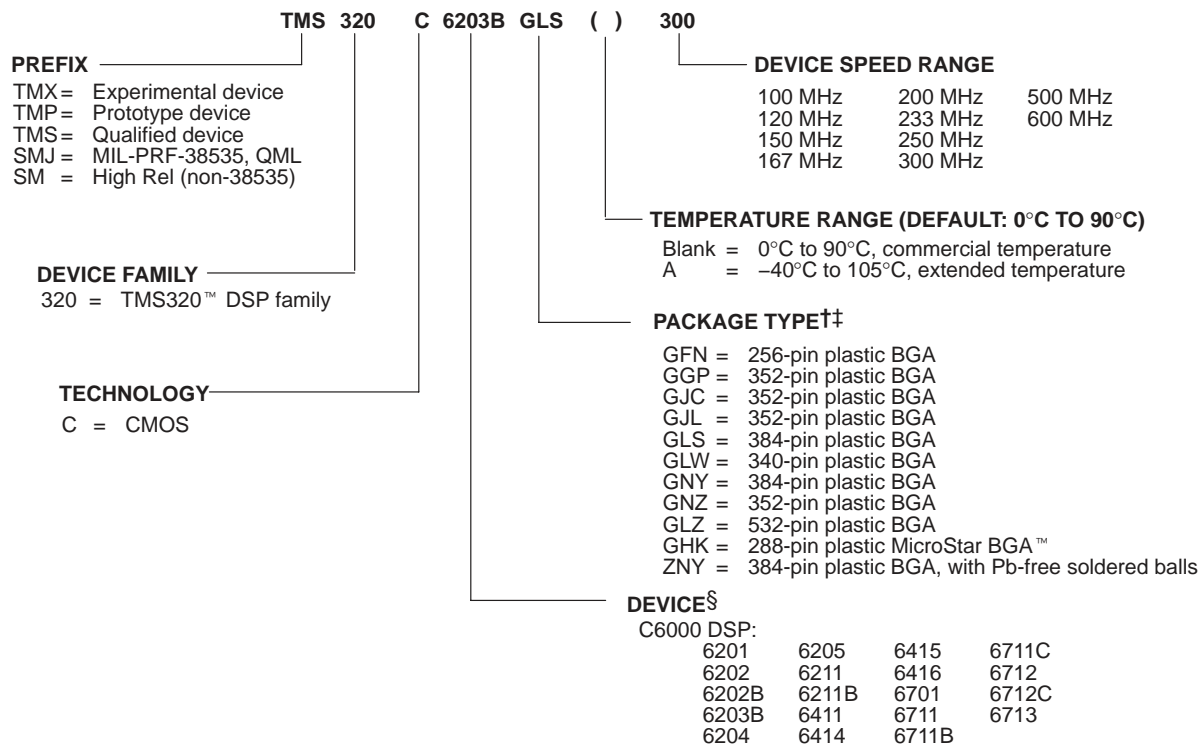 TMS 320 C 6203B GLS ( ) 300
PREFIX
TMX = Experimental device
TMP = Prototype device
TMS = Qualified device
SMJ = MIL-PRF-38535, QML
SM = High Rel (non-38535)
DEVICE SPEED RANGE
100 MHz 200 MHz 500 MHz
120 MHz 233 MHz 600 MHz
150 MHz 250 MHz
167 MHz 300 MHz
TEMPERATURE RANGE (DEFAULT: 0°C TO 90°C)
Blank = 0°C to 90°C, commercial temperature
A = −40°C to 105°C, extended temperature
DEVICE FAMILY
320 = TMS320™ DSP family
PACKAGE TYPE†‡
GFN = 256-pin plastic BGA
GGP = 352-pin plastic BGA
GJC = 352-pin plastic BGA
GJL = 352-pin plastic BGA
GLS = 384-pin plastic BGA
GLW = 340-pin plastic BGA
GNY = 384-pin plastic BGA
GNZ = 352-pin plastic BGA
GLZ = 532-pin plastic BGA
GHK = 288-pin plastic MicroStar BGA™
ZNY = 384-pin plastic BGA, with Pb-free soldered balls
TECHNOLOGY
C = CMOS
DEVICE§
C6000 DSP:
6201 6205 6415 6711C
6202 6211 6416 6712
6202B 6211B 6701 6712C
6203B 6411 6711 6713
6204 6414 6711B